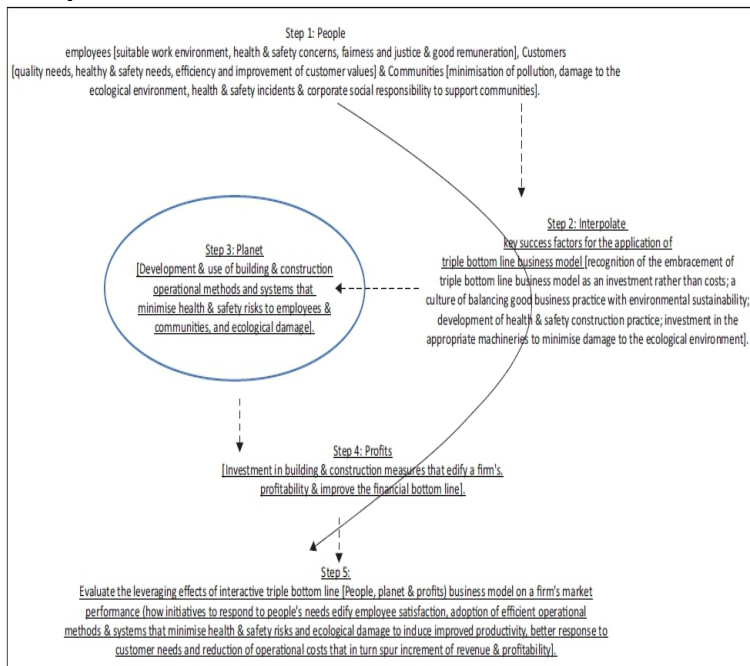 Step 1: People
employees [suitable work environment, health & safety concerns, fairness and justice & good remuneration], Customers
[quality needs, healthy & safety needs, efficiency and improvement of customer values] & Communities [minimisation of pollution, damage to the
ecological environment, health & safety incidents & corporate social responsibility to support communities].
Step 2: Interpolate
key success factors for the application of
triple bottom line business model [recognition of the embracement of
triple bottom line business model as an investment rather than costs; a
culture of balancing good business practice with environmental sustainability;
development of health & safety construction practice; investment in the
appropriate machineries to minimise damage to the ecological environment].
Step 3: Planet
[Development & use of building & construction
operational methods and systems that
minimise health & safety risks to employees &
communities, and ecological damage].
Step 4: Profits
[Investment in building & construction measures that edify a firm's.
profitability & improve the financial bottom line].
Step 5:
Evaluate the leveraging effects of interactive triple bottom line [People, planet & profits) business model on a firm's market
performance (how initiatives to respond to people's needs edify employee satisfaction, adoption of efficient operational
methods & systems that minimise health & safety risks and ecological damage to induce improved productivity, better response to
customer needs and reduction of operational costs that in turn spur increment of revenue & profitability].